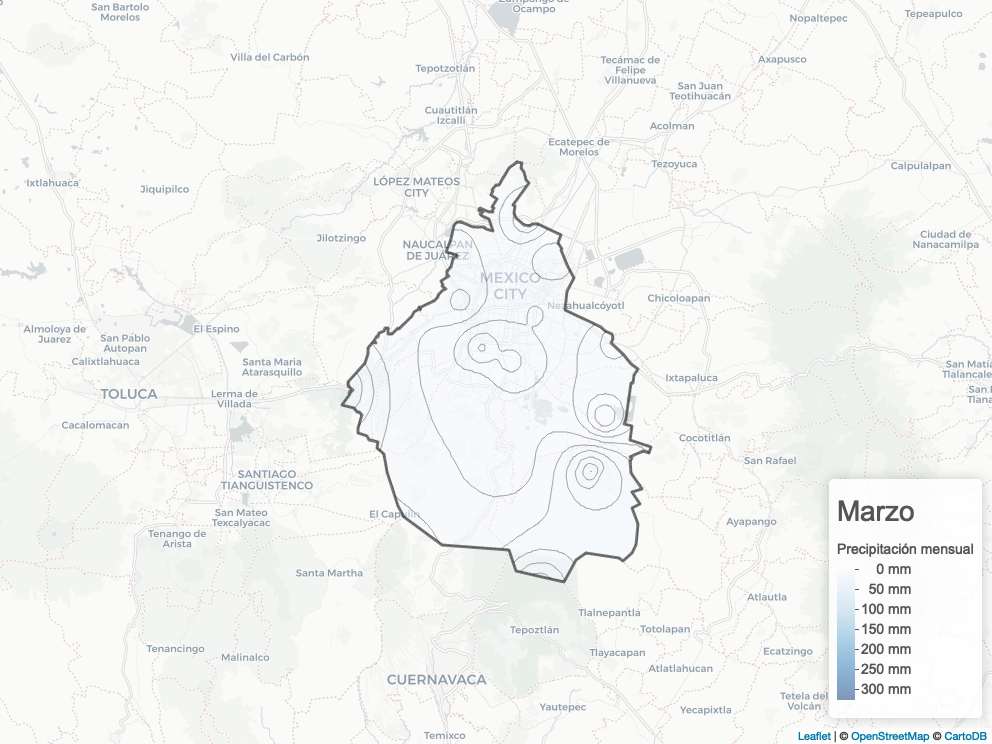 San Bartolo
Morelos
Zumpango de
Ocampo
Nopaltepec
Tepeapulco
Villa del Carbón
Tepotzotlán
Tecámac de
Felipe
Villanueva
Axapusco
San Juan
Teotihuacán
Cuautitlán
Izcalli
Acolman
Ecatepec de
Morelos
Tezoyuca
Calpulalpan
Ixtlahuaca
Jiquipilco
LÓPEZ MATEOS
CITY
Jilotzingo
NAUCALPAN
DE JUÁREZ
Ciudad de
Nanacamilpa
MEXICO
CITY
Nezahualcóyotl
Chicoloapan
Almoloya de
Juarez
El Espino
San Pablo
Autopan
Calixtlahuaca
Santa Maria
Atarasquillo
San Matía
Tlalancale
Ixtapaluca
TOLUCA
Lerma de
Villada
San
Tlana
Cacalomacan
Cocotitlán
San Rafael
SANTIAGO
TIANGUISTENCO
San Mateo
Texcalyacac
El Capulín
Ayapango
Tenango de
Arista
Santa Martha
Atlautla
Tlalnepantla
Tepoztlán
Totolapan
Tenancingo
Malinalco
Tlayacapan
Ecatzingo
Atlatlahucan
CUERNAVACA
Yautepec
Yecapixtla
Tetela del
Volcán
Temixco
Marzo
Precipitación mensual
0 mm
50 mm
100 mm
150 mm
200 mm
250 mm
300 mm
Leaflet | © OpenStreetMap © CartoDB